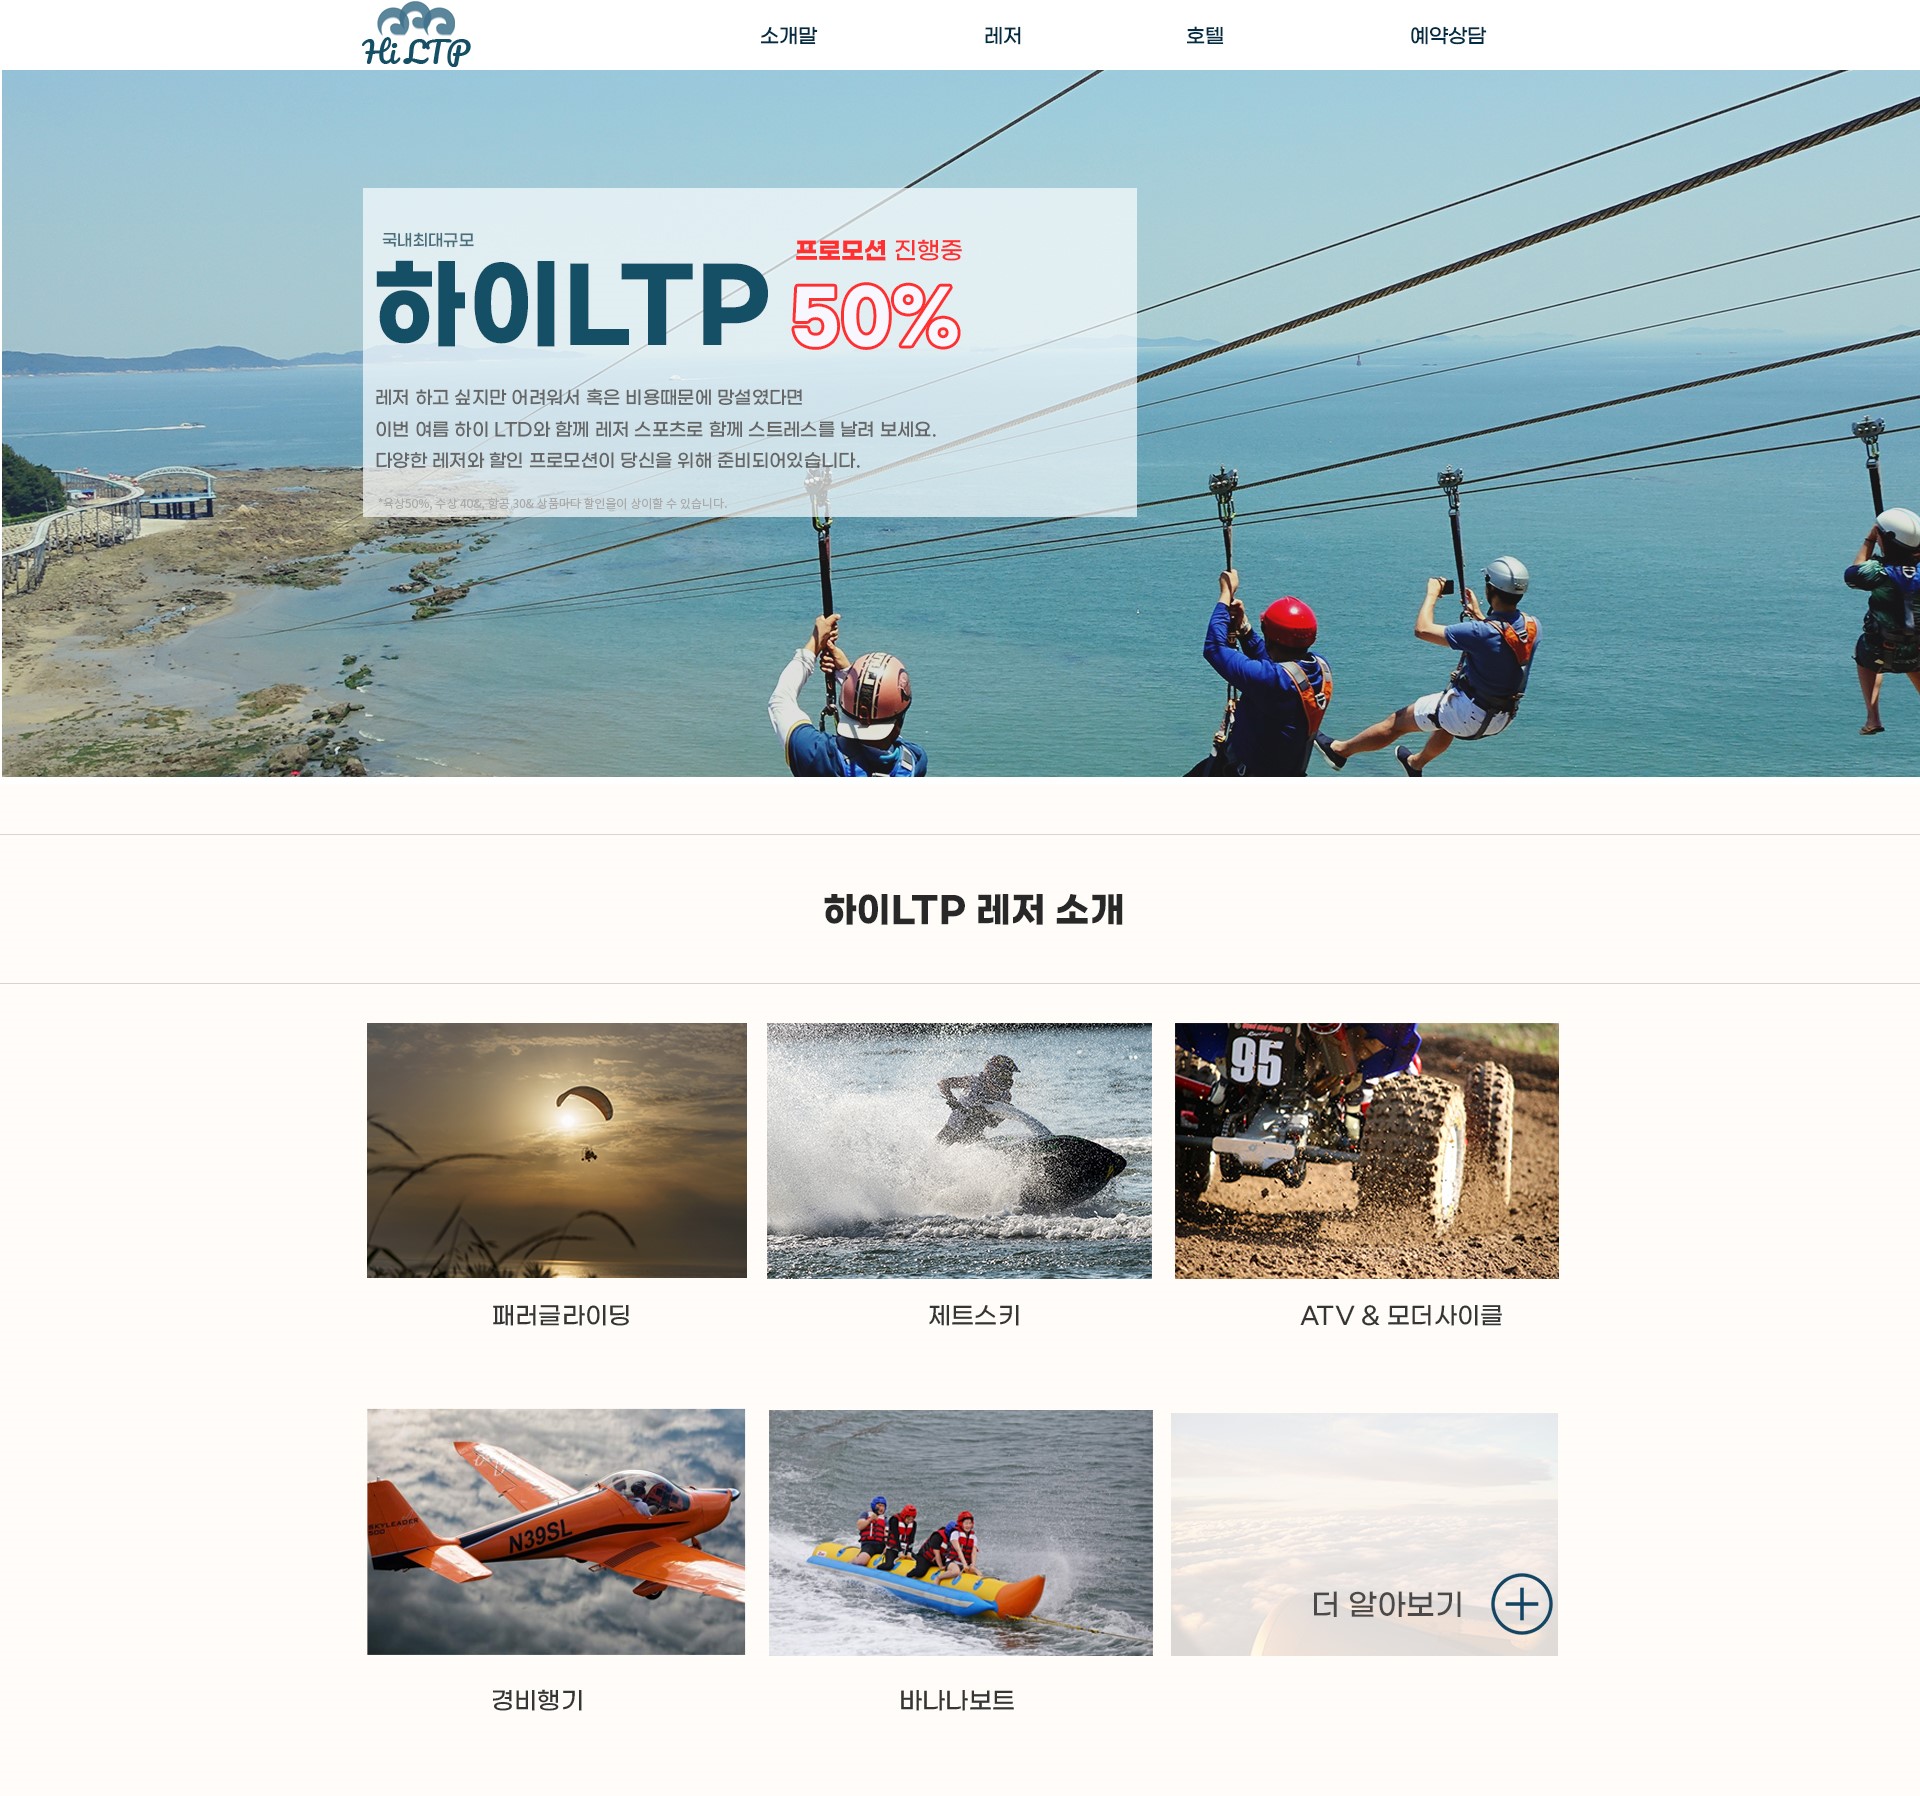 Hi LTP
소개말 레저 호텔 예약상담
국내최대규모
하이LTP
프로모션 진행중
50%
레저 하고 싶지만 어려워서 혹은 비용때문에 망설였다면
이번 여름 하이 LTD와 함께 레저 스포츠로 함께 스트레스를 날려 보세요.
다양한 레저와 할인 프로모션이 당신을 위해 준비되어있습니다.
*육상50%, 수상 40&, 항공 30& 상품마다 할인율이 상이할 수 있습니다.
하이LTP 레저 소개
95
패러글라이딩
제트스키
ATV & 모더사이클
SKYLEADER
500
N39SL
더 알아보기
경비행기
바나나보트